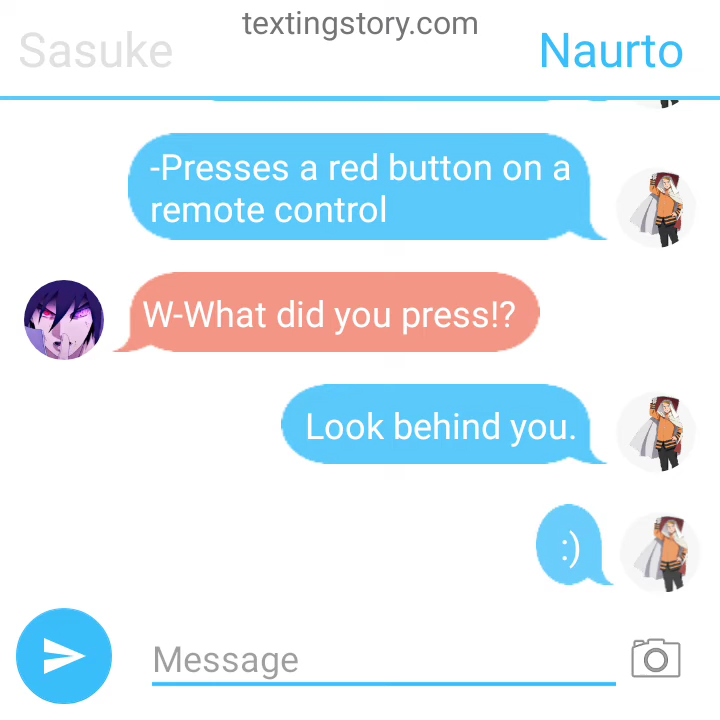 textingstory.com
Sasuke
Naurto
-Presses a red button on a
remote control
W-What did you press!?
Look behind you.
:)
Message